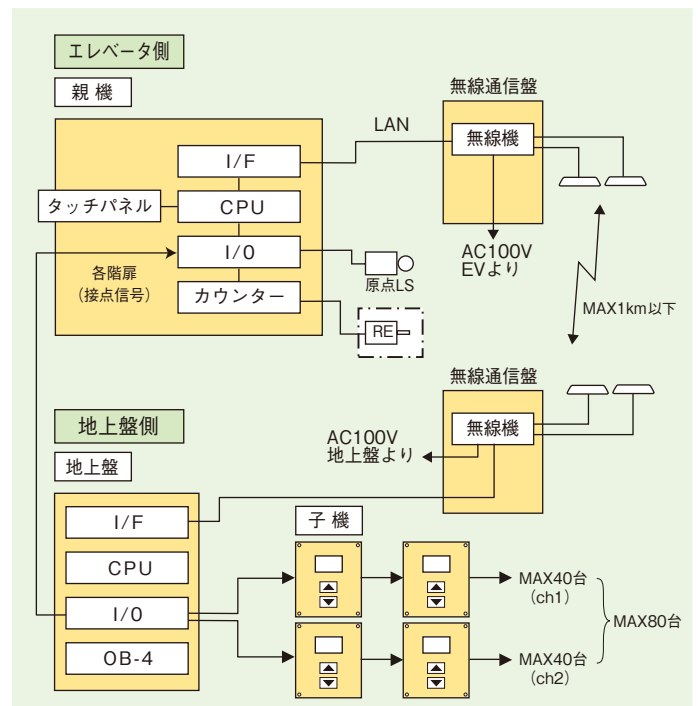 エレベータ側
親 機
無線通信盤
LAN
無線機
I/F
タッチパネル
CPU
I/0
各階扉
（接点信号）
原点LS
カウンター
RE
AC100V
EVより
MAX1km以下
地上盤側
地上盤
無線通信盤
無線機
AC100V
地上盤より
I/F
CPU
I/0
OB-4
子 機
MAX40台
（ch1）
MAX80台
MAX40台
（ch2）